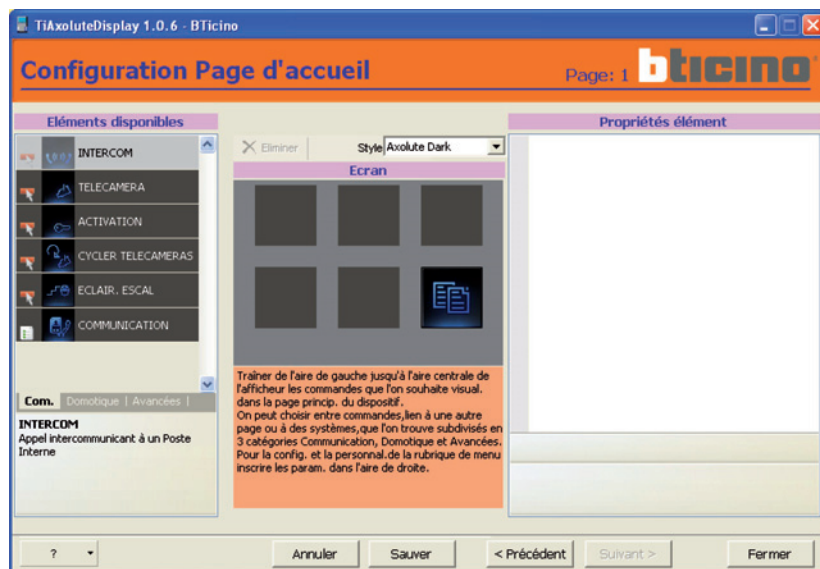 TiAxoluteDisplay 1.0.6 - BTicino
Configuration Page d'accueil
Page: 1
bticino
Eléments disponibles
INTERCOM
TELECAMERA
ACTIVATION
CYCLER TELECAMERAS
ECLAIR. ESCAL
COMMUNICATION
Com. Domotique | Avancées |
INTERCOM
Appel intercommunicant à un Poste
Interne
Eliminer
Style Axolute Dark
Ecran
Traîner de l'aire de gauche jusqu'à l'aire centrale de
l'afficheur les commandes que l'on souhaite visual.
dans la page princip. du dispositif.
On peut choisir entre commandes,lien à une autre
page ou à des systèmes,que l'on trouve subdivisés en
3 catégories Communication, Domotique et Avancées.
Pour la config. et la personnal.de la rubrique de menu
inscrire les param. dans l'aire de droite.
Propriétés élément
?
Annuler
Sauver
< Précédent
Suivant >
Fermer